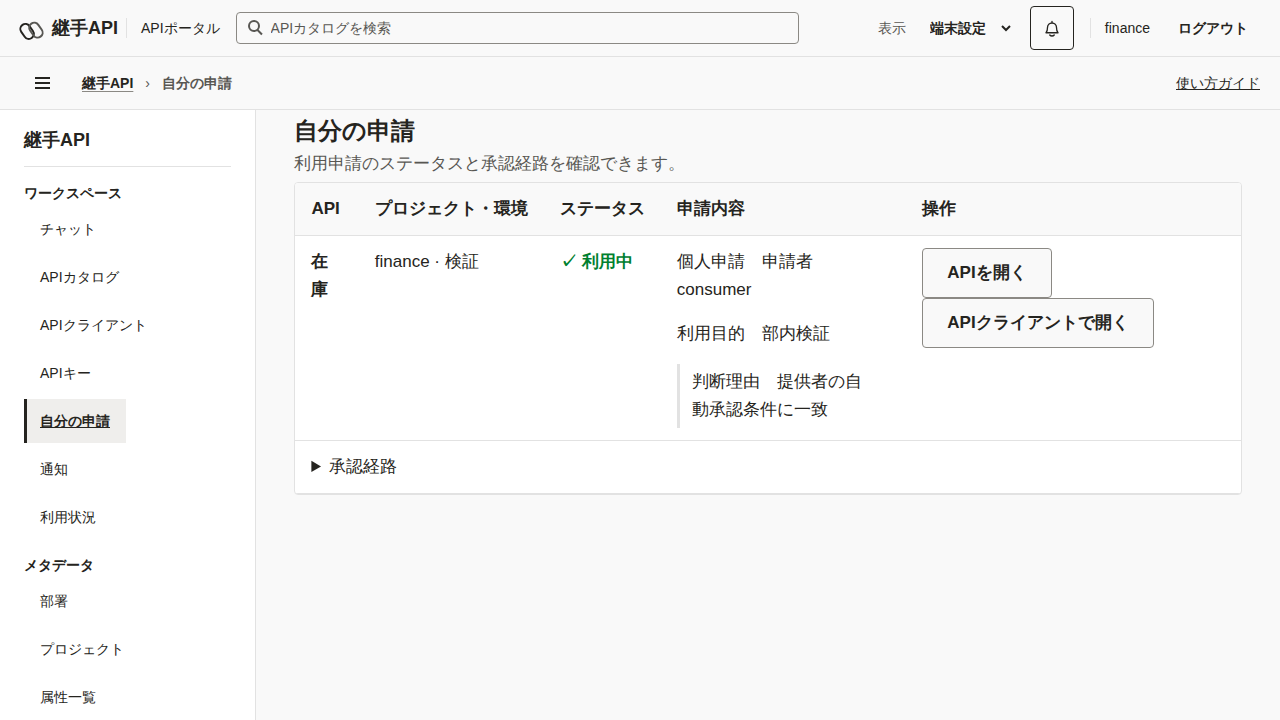 継手API
APIポータル
APIカタログを検索
表示
端末設定
finance
ログアウト
継手API › 自分の申請
使い方ガイド
継手API
ワークスペース
チャット
APIカタログ
APIクライアント
APIキー
自分の申請
通知
利用状況
メタデータ
部署
プロジェクト
属性一覧
自分の申請
利用申請のステータスと承認経路を確認できます。
API プロジェクト・環境 ステータス 申請内容 操作
在
庫
finance · 検証
✓ 利用中
個人申請　申請者
consumer
利用目的　部内検証
判断理由　提供者の自
動承認条件に一致
APIを開く
APIクライアントで開く
▶ 承認経路